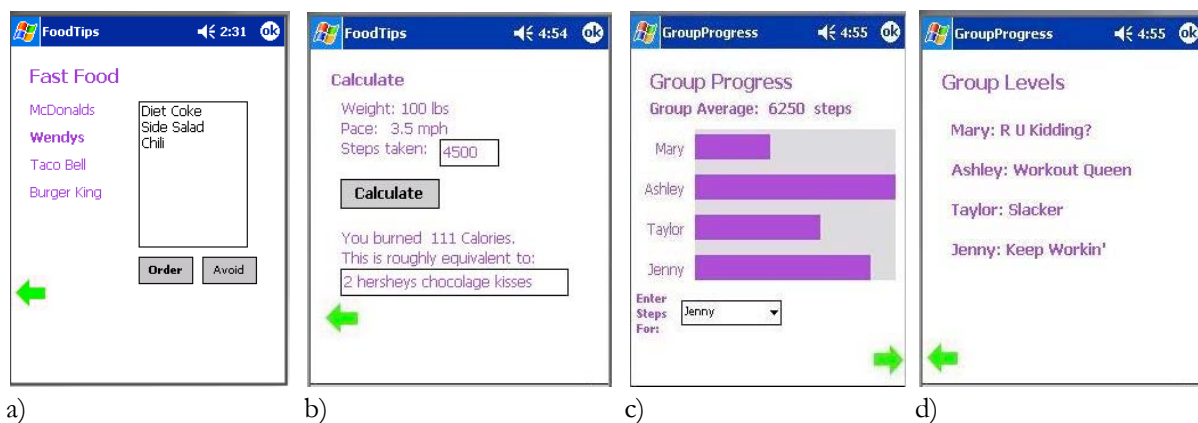 FoodTips 2:31 ok
Fast Food
McDonalds
Wendys
Taco Bell
Burger King
Diet Coke
Side Salad
Chili
Order Avoid
a)
FoodTips 4:54 ok
Calculate
Weight: 100 lbs
Pace: 3.5 mph
Steps taken: 4500
Calculate
You burned 111 Calories.
This is roughly equivalent to:
2 hersheys chocolage kisses
b)
GroupProgress 4:55 ok
Group Progress
Group Average: 6250 steps
Mary
Ashley
Taylor
Jenny
Enter
Steps
For:
Jenny
c)
GroupProgress 4:55 ok
Group Levels
Mary: R U Kidding?
Ashley: Workout Queen
Taylor: Slacker
Jenny: Keep Workin'
d)